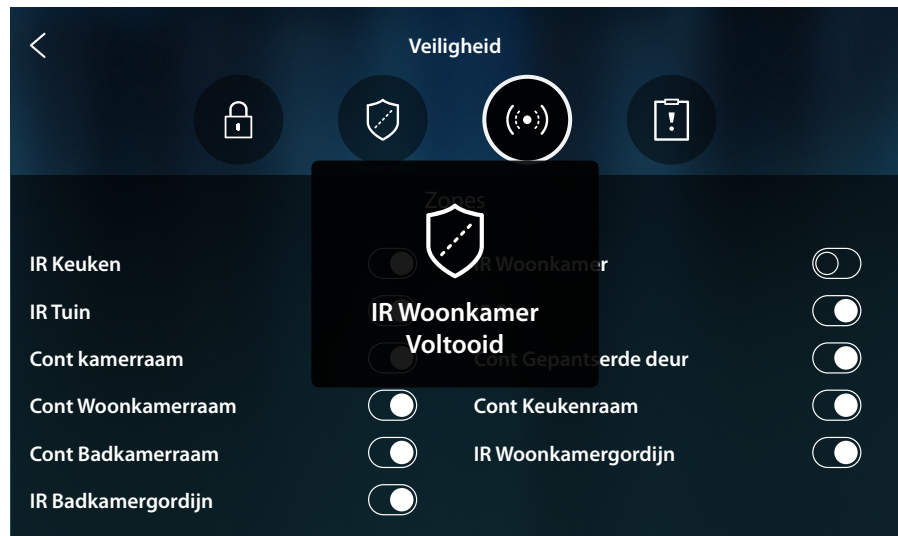 Veiligheid
Zones
IR Keuken
IR Woonkamer
IR Tuin
Cont kamerraam
Cont Gepantserde deur
Cont Woonkamerraam
Cont Keukenraam
Cont Badkamerraam
IR Woonkamergordijn
IR Badkamergordijn
IR Woonkamer
Voltooid